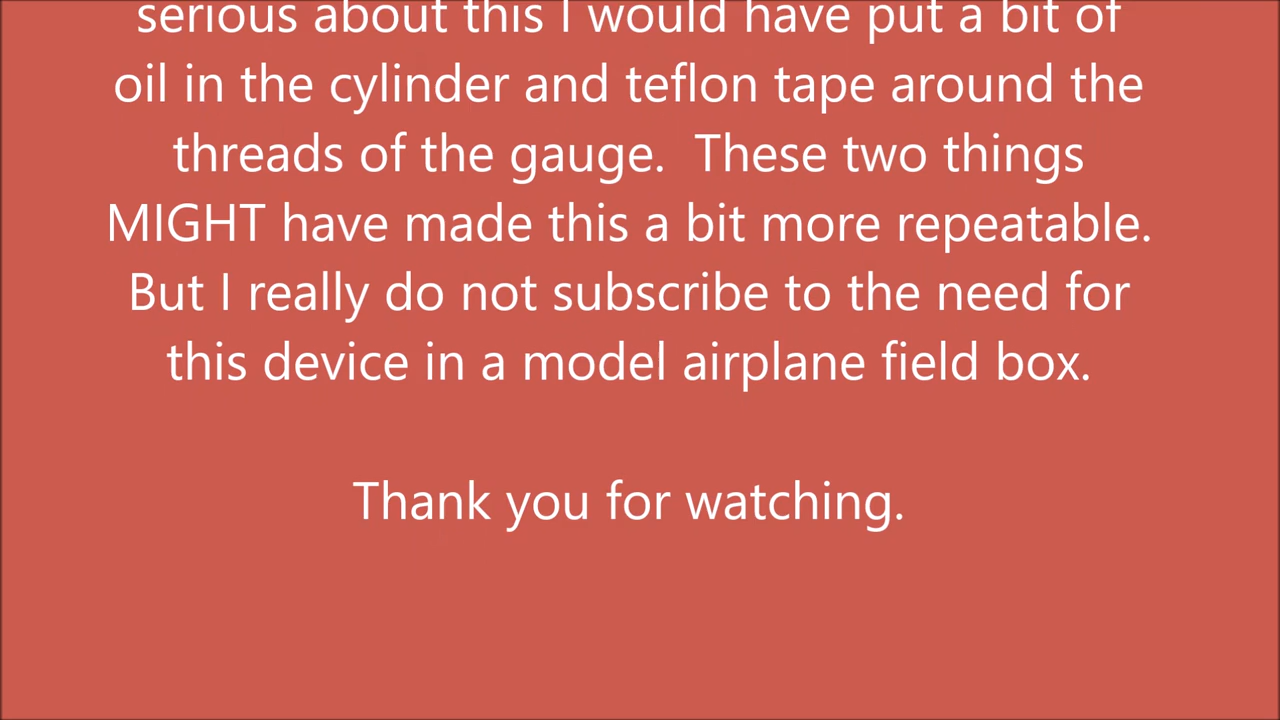 serious about this I would have put a bit of
oil in the cylinder and teflon tape around the
threads of the gauge.  These two things
MIGHT have made this a bit more repeatable.
But I really do not subscribe to the need for
this device in a model airplane field box.
Thank you for watching.